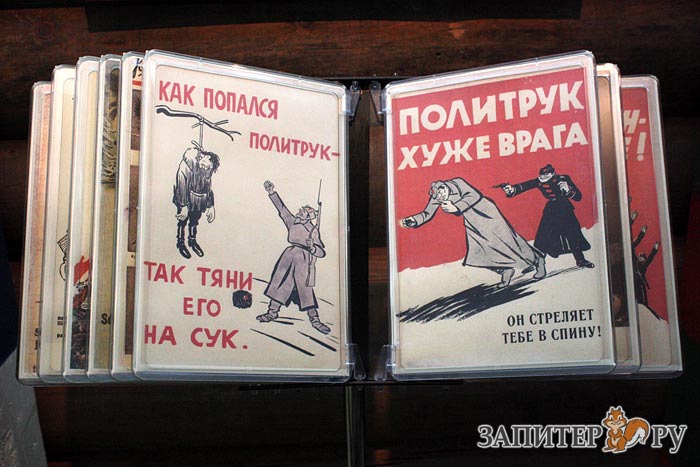 КАК ПОПАЛСЯ
ПОЛИТРУК–
ТАК ТЯНИ
ЕГО
НА СУК.
ПОЛИТРУК
ХУЖЕ ВРАГА
ОН СТРЕЛЯЕТ
ТЕБЕ В СПИНУ!
ЗАПИТЕР РУ